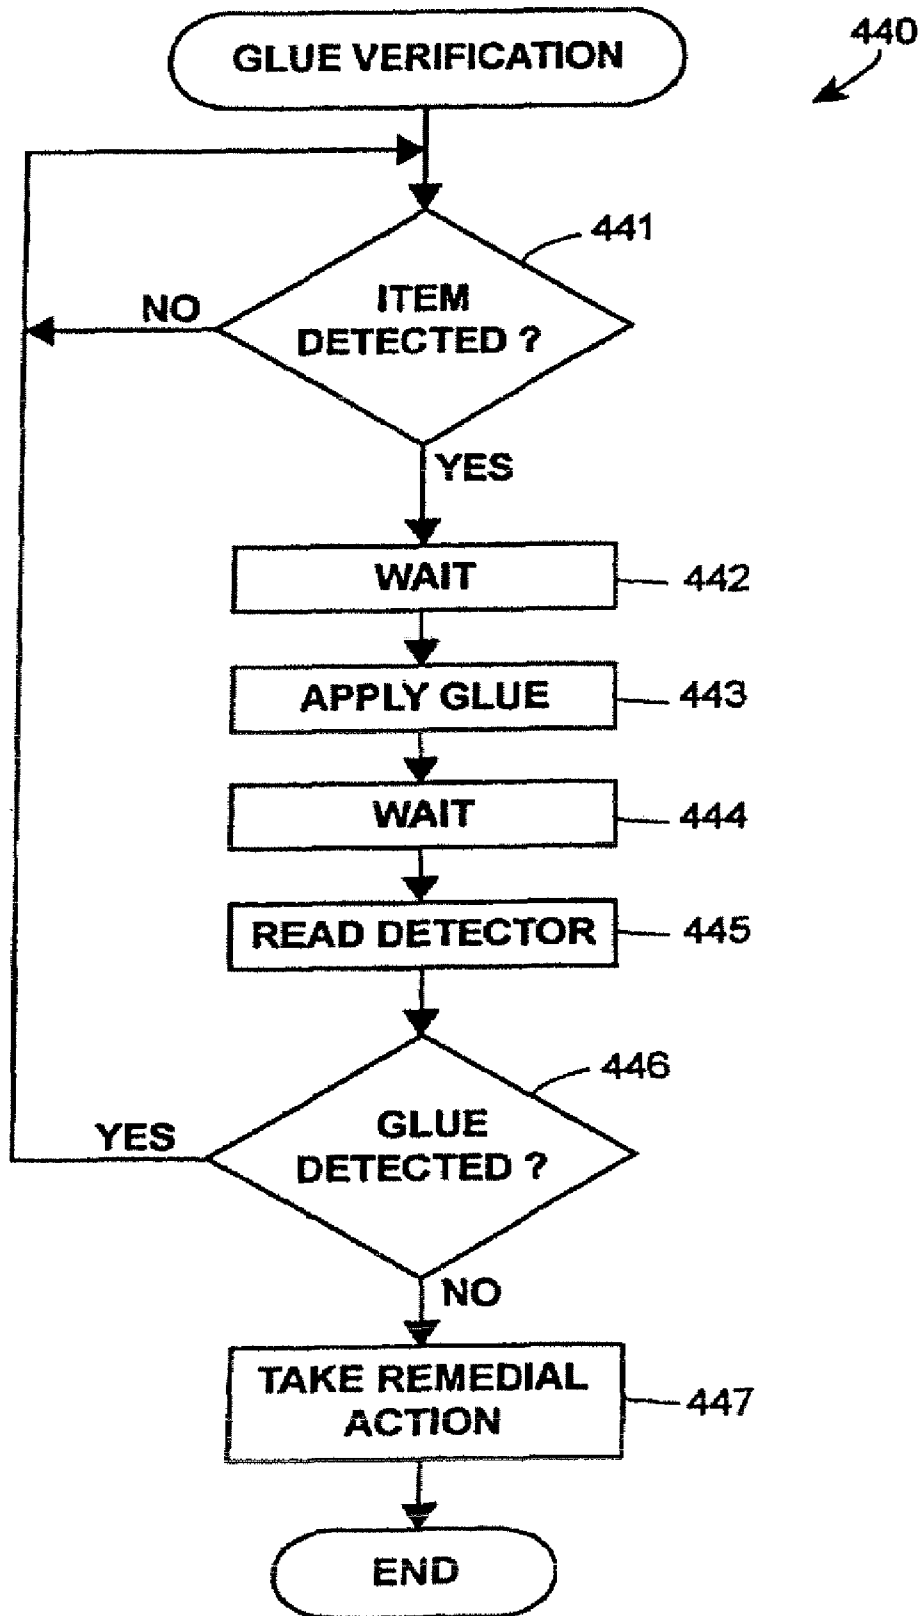 440
GLUE VERIFICATION
441
ITEM
DETECTED ?
NO
YES
WAIT
442
APPLY GLUE
443
WAIT
444
READ DETECTOR
445
446
GLUE
DETECTED ?
YES
NO
TAKE REMEDIAL
ACTION
447
END